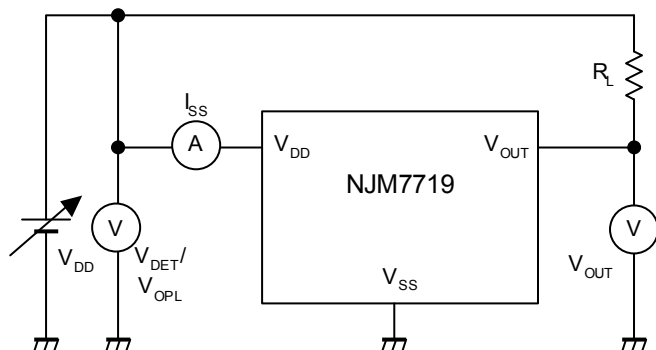 R_L
I_SS
A
V_DD
V_OUT
NJM7719
V
V_DD
V_DET/
V_OPL
V_SS
V
V_OUT